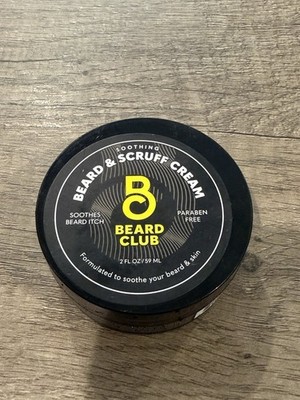 SOOTHING
BEARD & SCRUFF CREAM
SOOTHES
BEARD ITCH
PARABEN
FREE
B
BEARD
CLUB
2 FL OZ/59 ML
Formulated to soothe your beard & skin